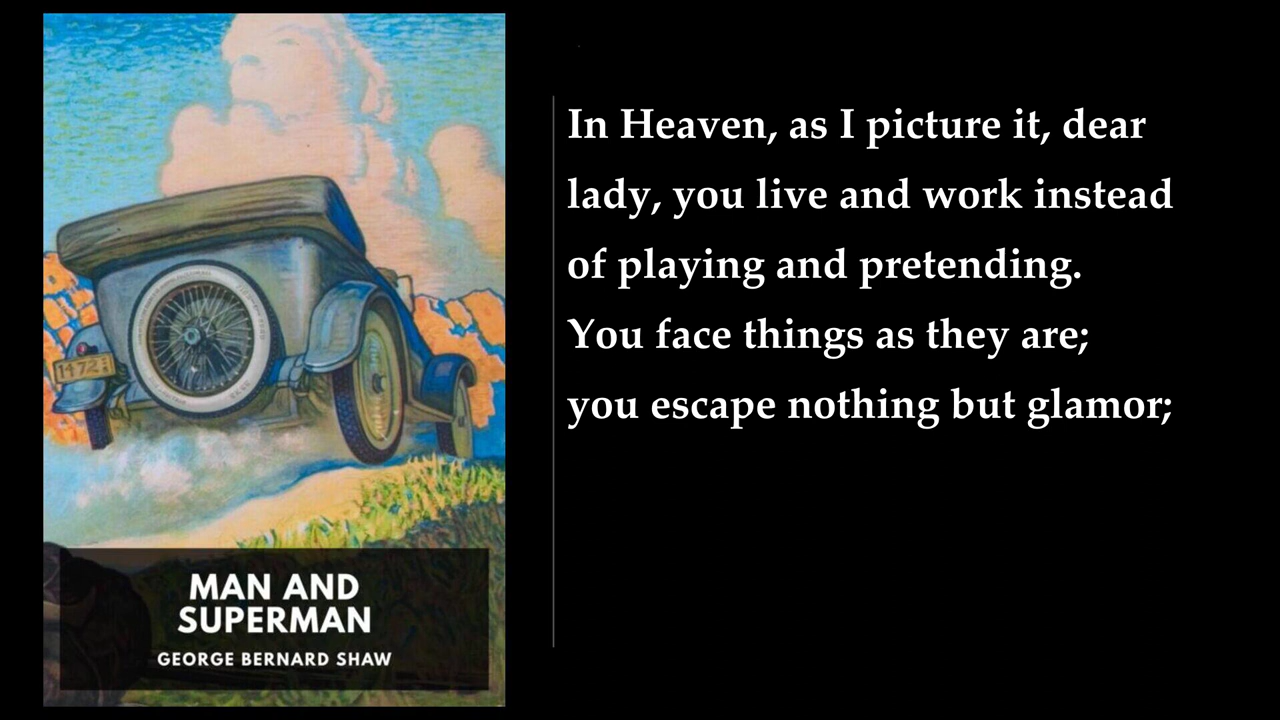 In Heaven, as I picture it, dear
lady, you live and work instead
of playing and pretending.
You face things as they are;
you escape nothing but glamor;
1472
MAN AND
SUPERMAN
GEORGE BERNARD SHAW